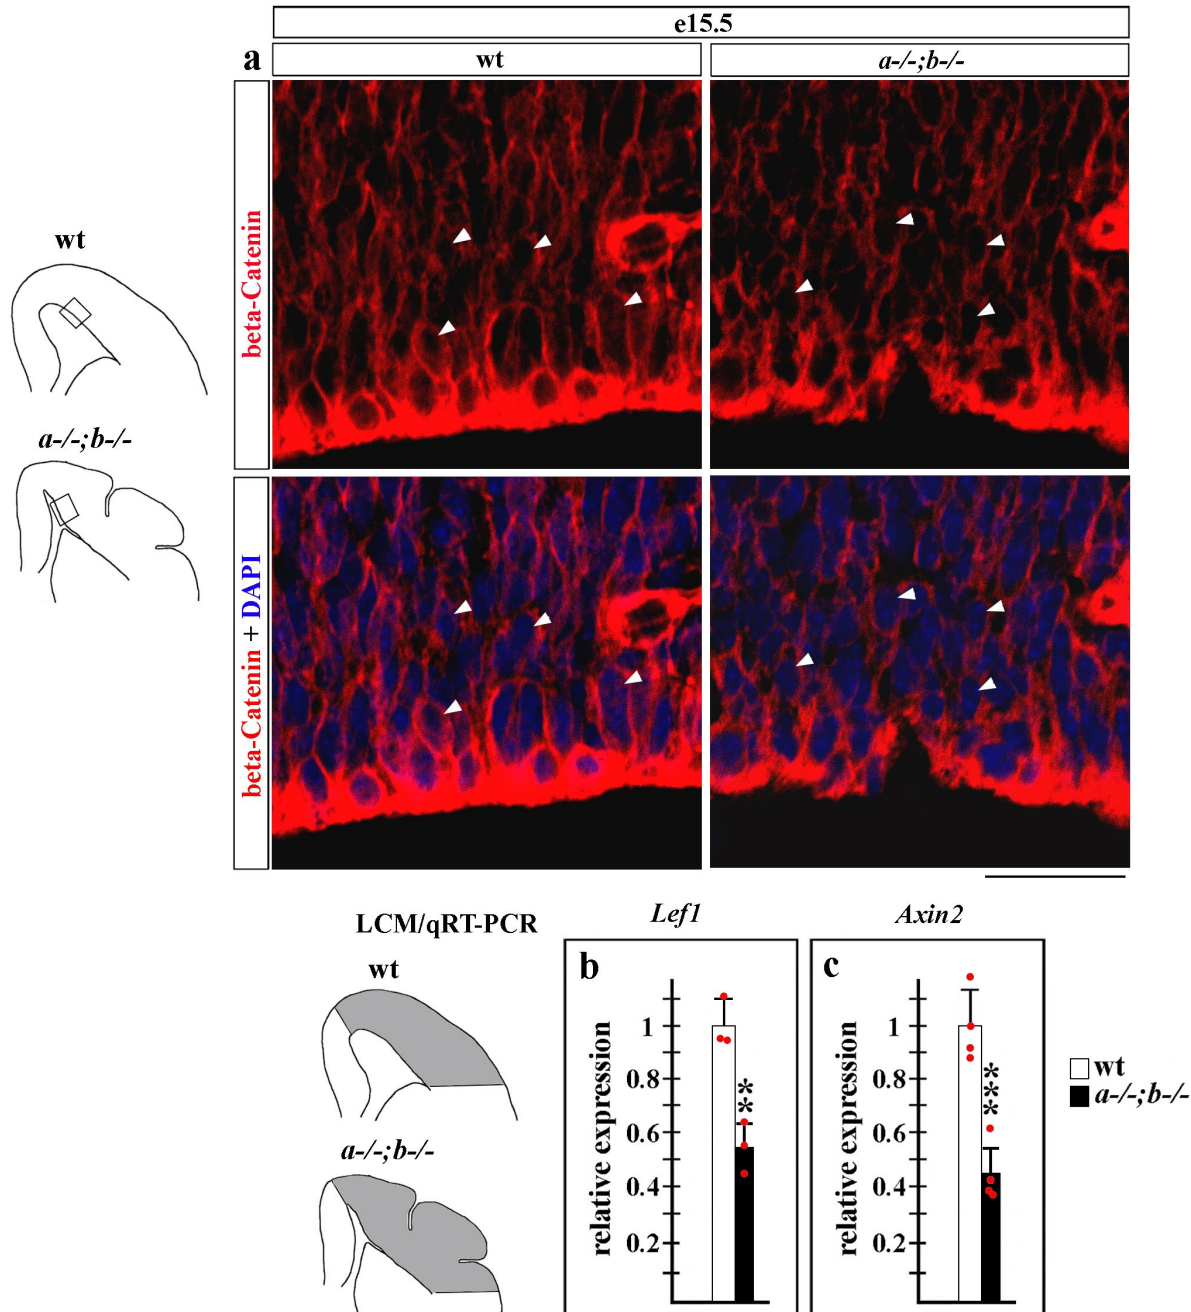 e15.5
a
wt
a-/-;b-/-
beta-Catenin
wt
a-/-;b-/-
beta-Catenin + DAPI
LCM/qRT-PCR
wt
a-/-;b-/-
Lef1
b
relative expression
1
0.8
0.6
0.4
0.2
**
Axin2
c
relative expression
1
0.8
0.6
0.4
0.2
***
wt
a-/-;b-/-